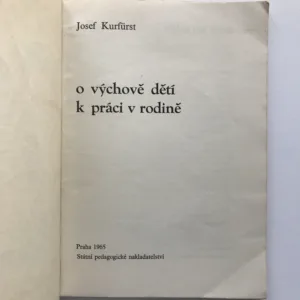 Josef Kurfürst
o výchově dětí
k práci v rodině
Praha 1965
Státní pedagogické nakladatelství